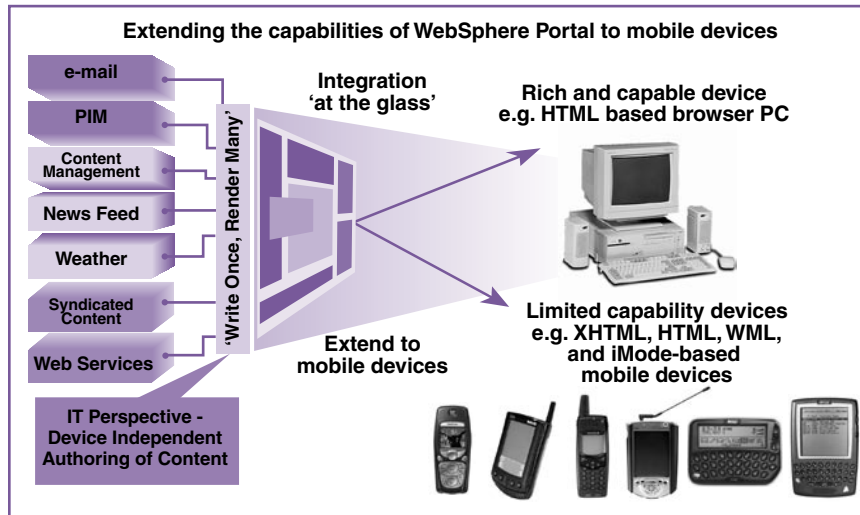 Extending the capabilities of WebSphere Portal to mobile devices
e-mail
PIM
Content
Management
News Feed
Weather
Syndicated
Content
Web Services
'Write Once, Render Many'
IT Perspective -
Device Independent
Authoring of Content
Integration
'at the glass'
Extend to
mobile devices
Rich and capable device
e.g. HTML based browser PC
Limited capability devices
e.g. XHTML, HTML, WML,
and iMode-based
mobile devices